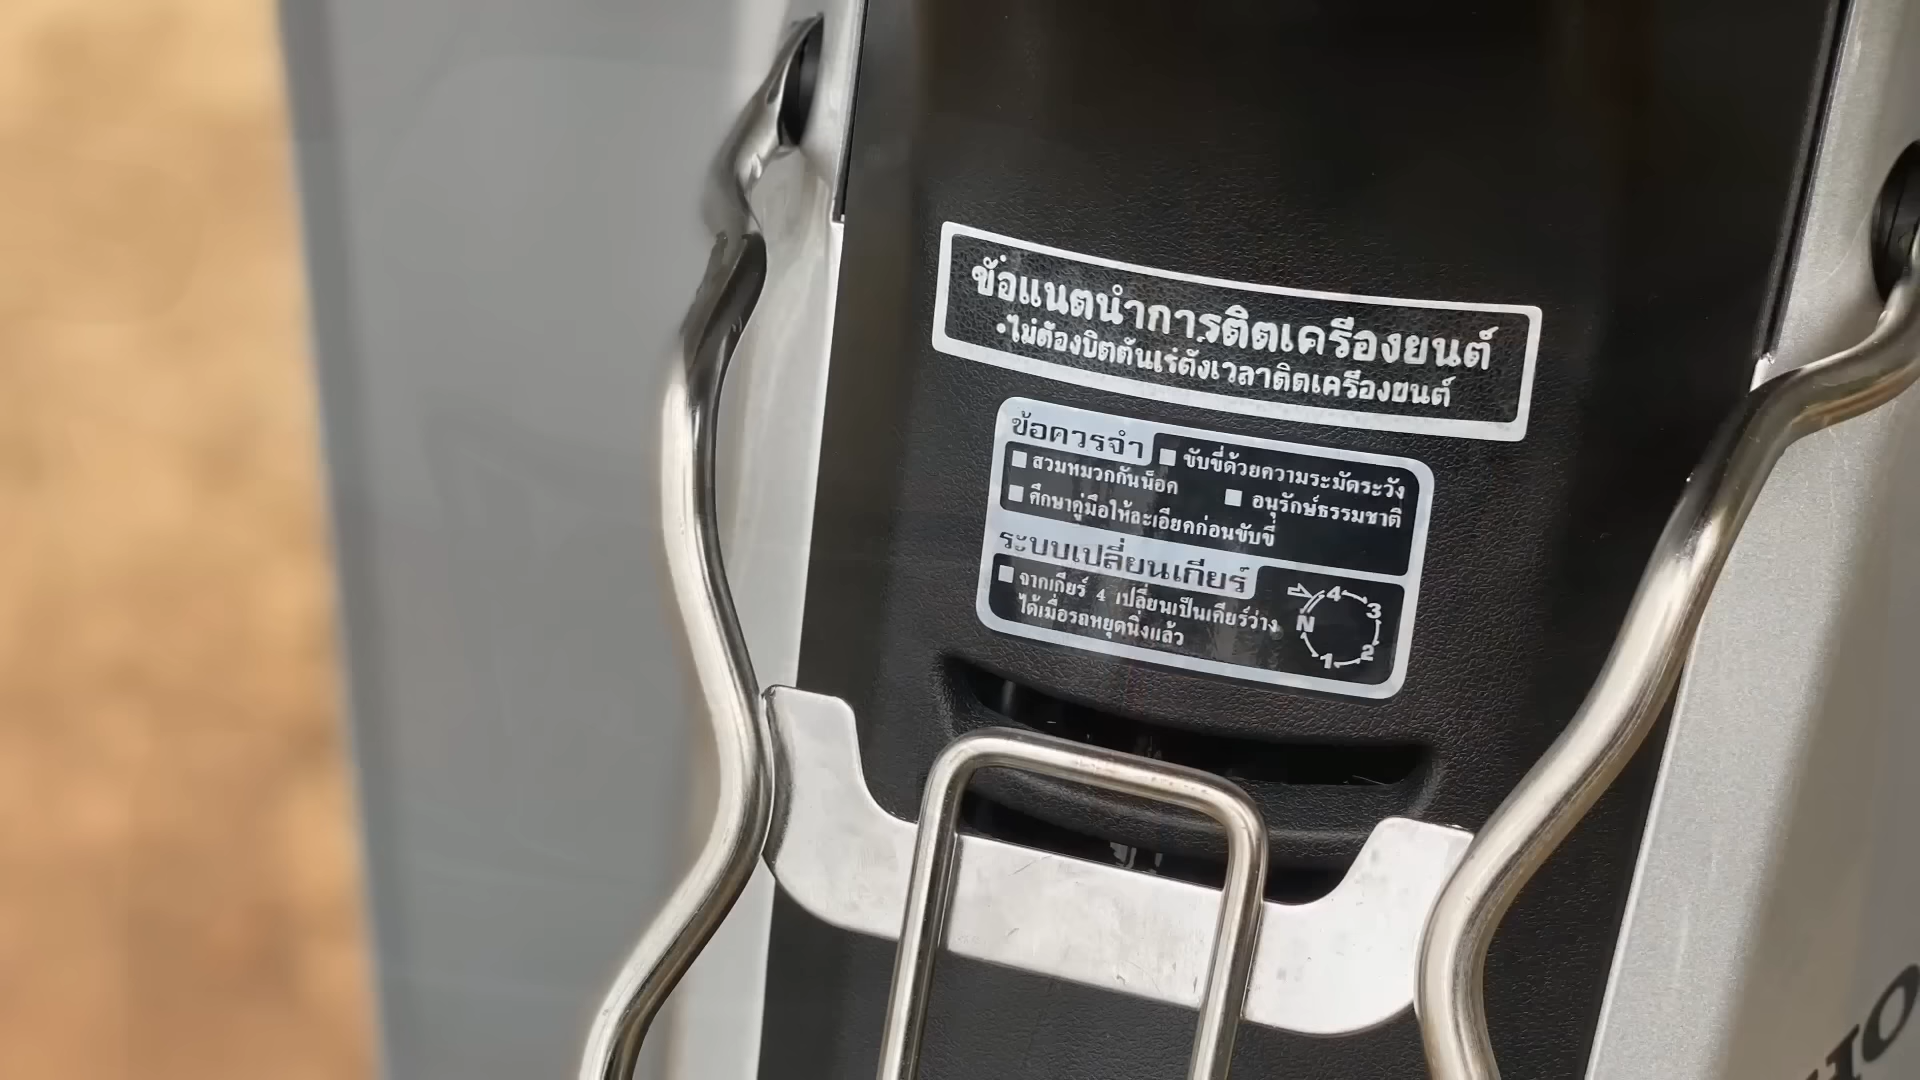 ข้อแนตนำการติตเครื่องยนต์
•ไม่ต้องบิตตันเร่งตังเวลาติตเครื่องยนต์
ข้อควรจำ
■ ขับขี่ด้วยความระมัดระวัง
■ สวมหมวกกันน็อค
■ อนุรักษ์ธรรมชาติ
■ ศึกษาคู่มือให้ละเอียดก่อนขับขี่
ระบบเปลี่ยนเกียร์
■ จากเกียร์ 4 เปลี่ยนเป็นเกียร์ว่าง
ได้เมื่อรถหยุดนิ่งแล้ว
4
3
N
2
1
HO